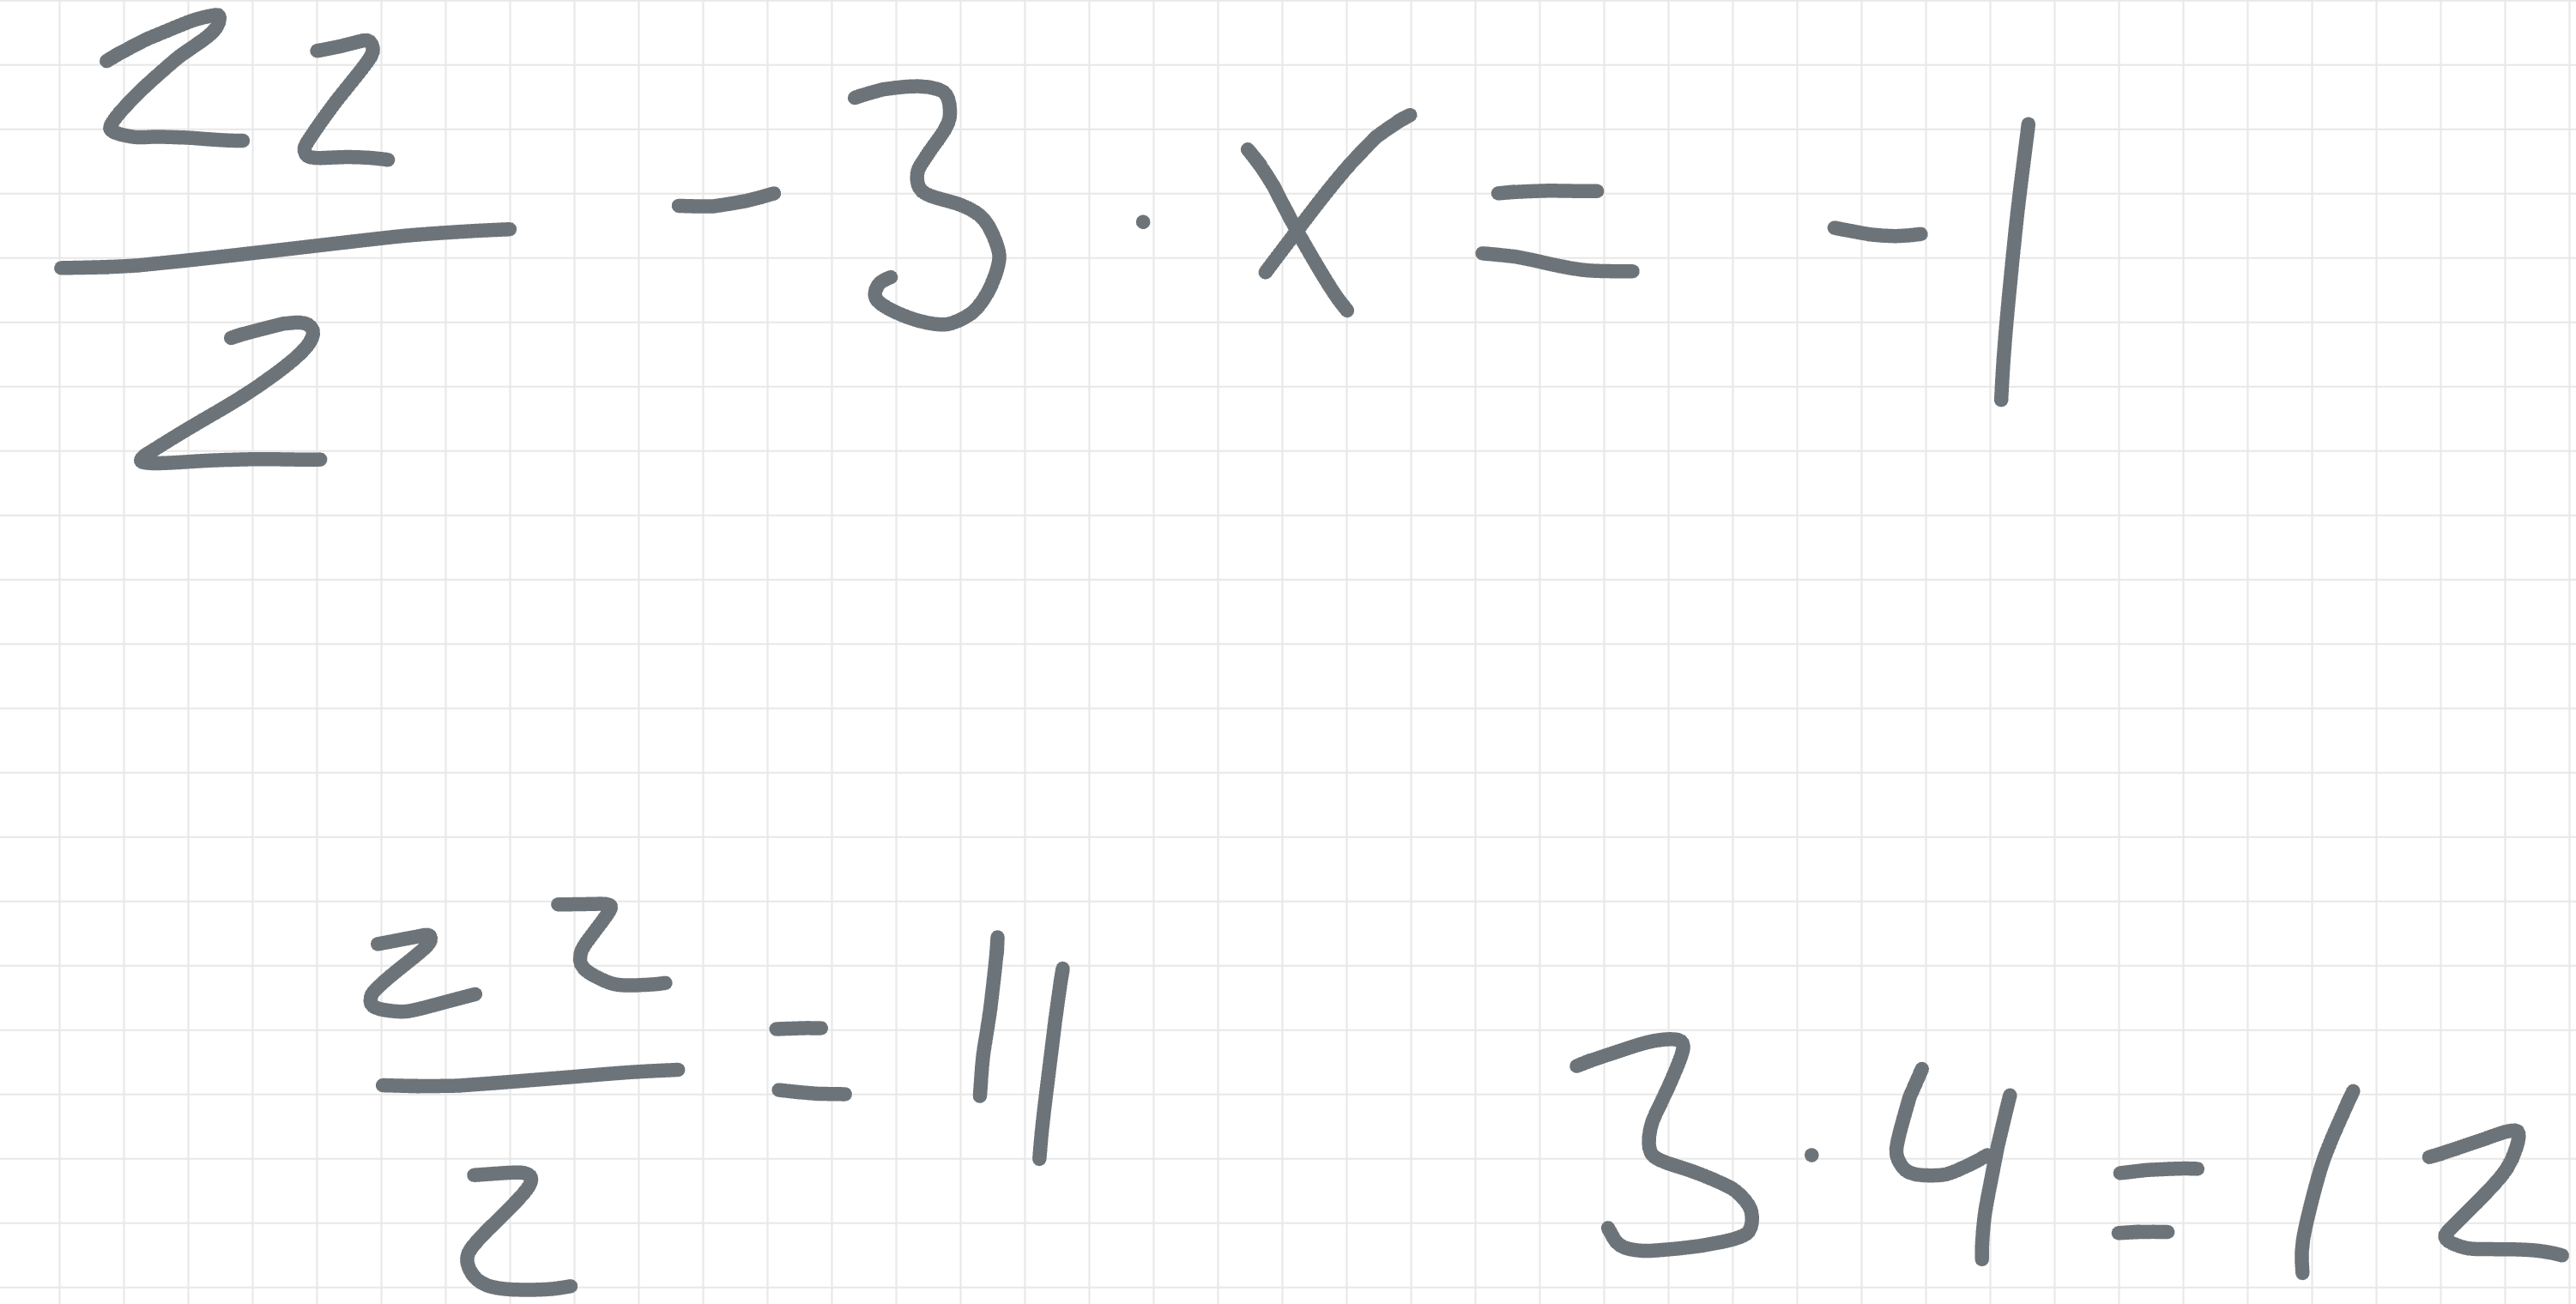 22/2 - 3 · x = -1
22/2 = 11
3 · 4 = 12